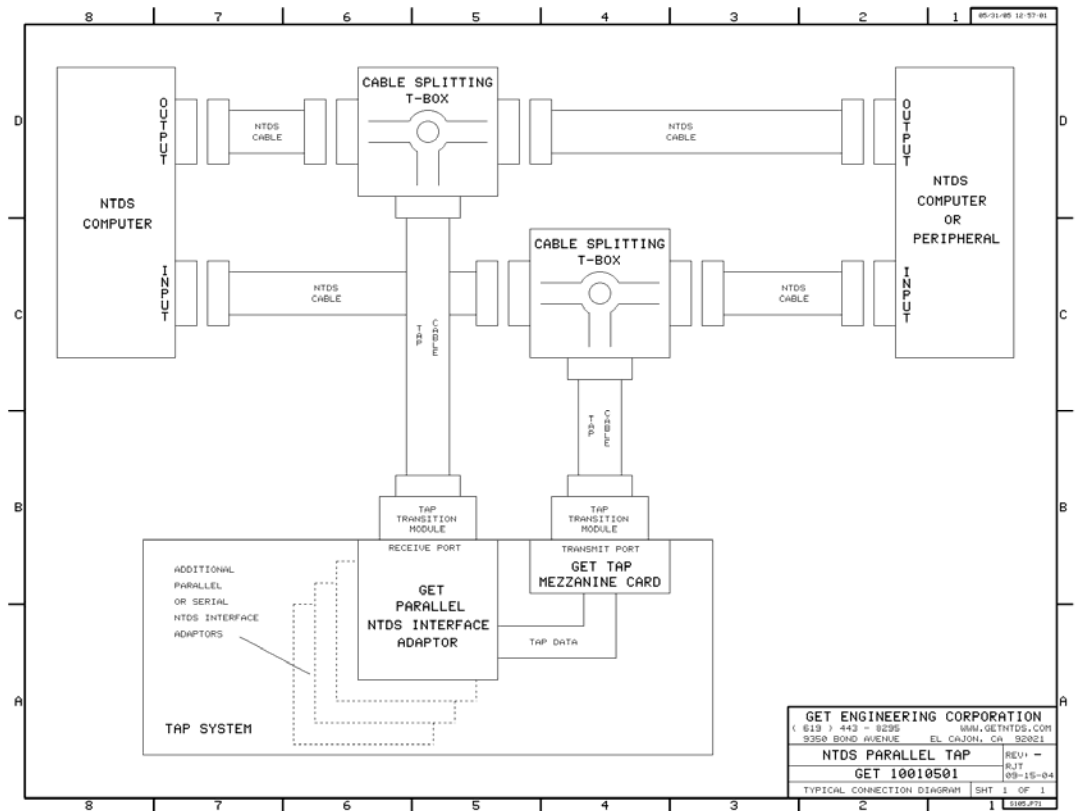 8 7 6 5 4 3 2 1
05/31/05 12:57:01
D
D
C
C
B
B
A
A
OUTPUT
NTDS
COMPUTER
INPUT
NTDS
CABLE
CABLE SPLITTING
T-BOX
NTDS
CABLE
OUTPUT
NTDS
COMPUTER
OR
PERIPHERAL
INPUT
NTDS
CABLE
CABLE SPLITTING
T-BOX
NTDS
CABLE
TAP
CABLE
TAP
CABLE
TAP
TRANSITION
MODULE
TAP
TRANSITION
MODULE
RECEIVE PORT
TRANSMIT PORT
GET TAP
MEZZANINE CARD
GET
PARALLEL
NTDS INTERFACE
ADAPTOR
TAP DATA
ADDITIONAL
PARALLEL
OR SERIAL
NTDS INTERFACE
ADAPTORS
TAP SYSTEM
GET ENGINEERING CORPORATION
( 619 ) 443 - 8295 WWW.GETNTDS.COM
9350 BOND AVENUE EL CAJON, CA 92021
NTDS PARALLEL TAP
REV: -
GET 10010501
RJT
09-15-04
TYPICAL CONNECTION DIAGRAM SHT 1 OF 1
8 7 6 5 4 3 2 1